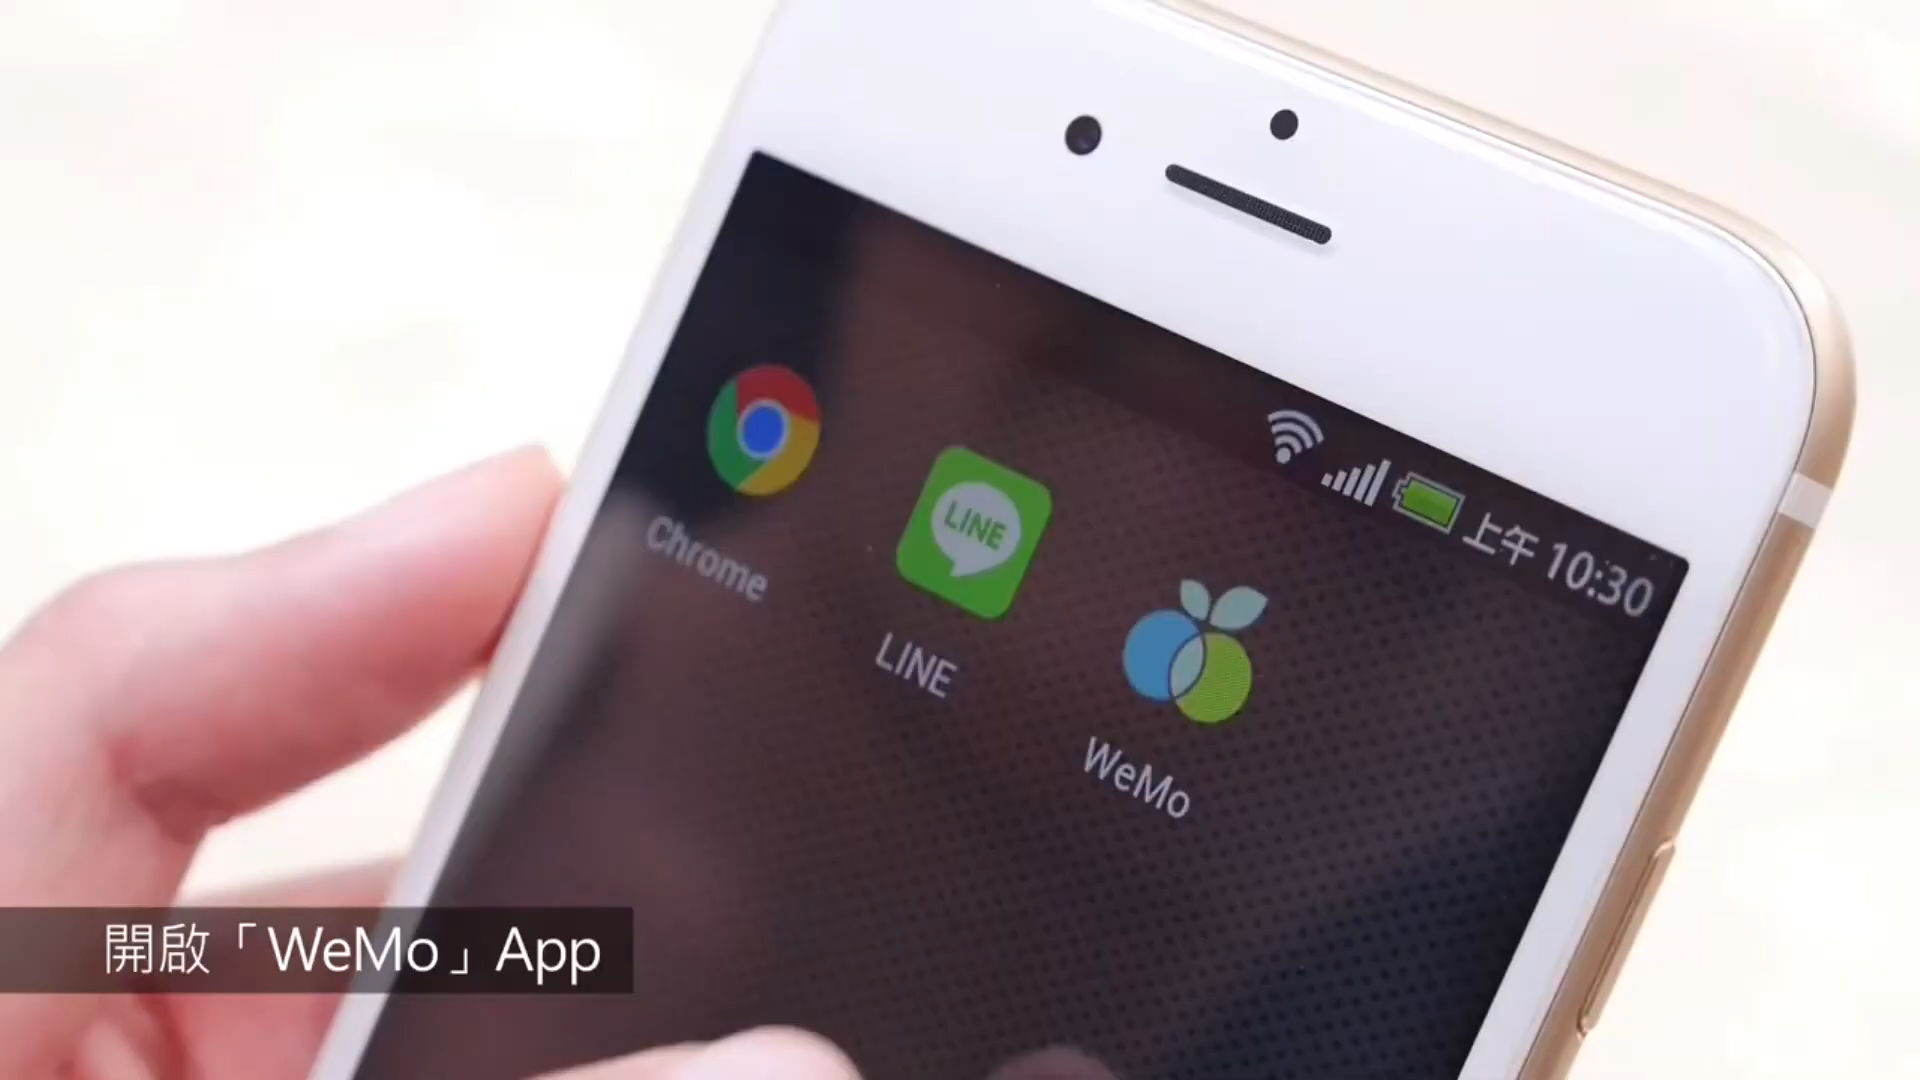 上午 10:30
Chrome
LINE
LINE
WeMo
開啟「WeMo」App